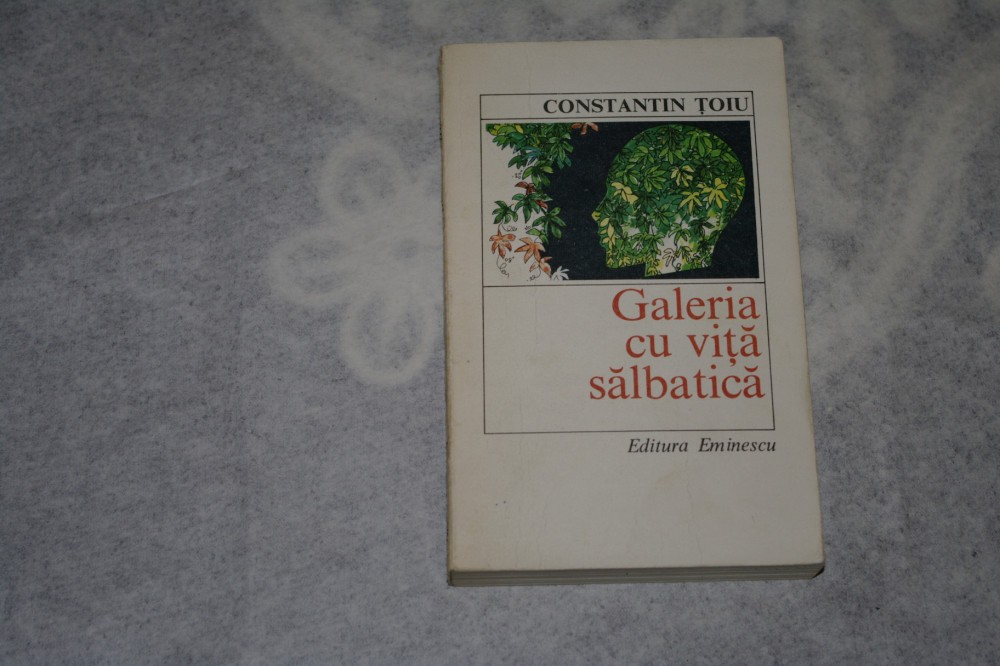 CONSTANTIN ȚOIU
Galeria
cu viță
sălbatică
Editura Eminescu